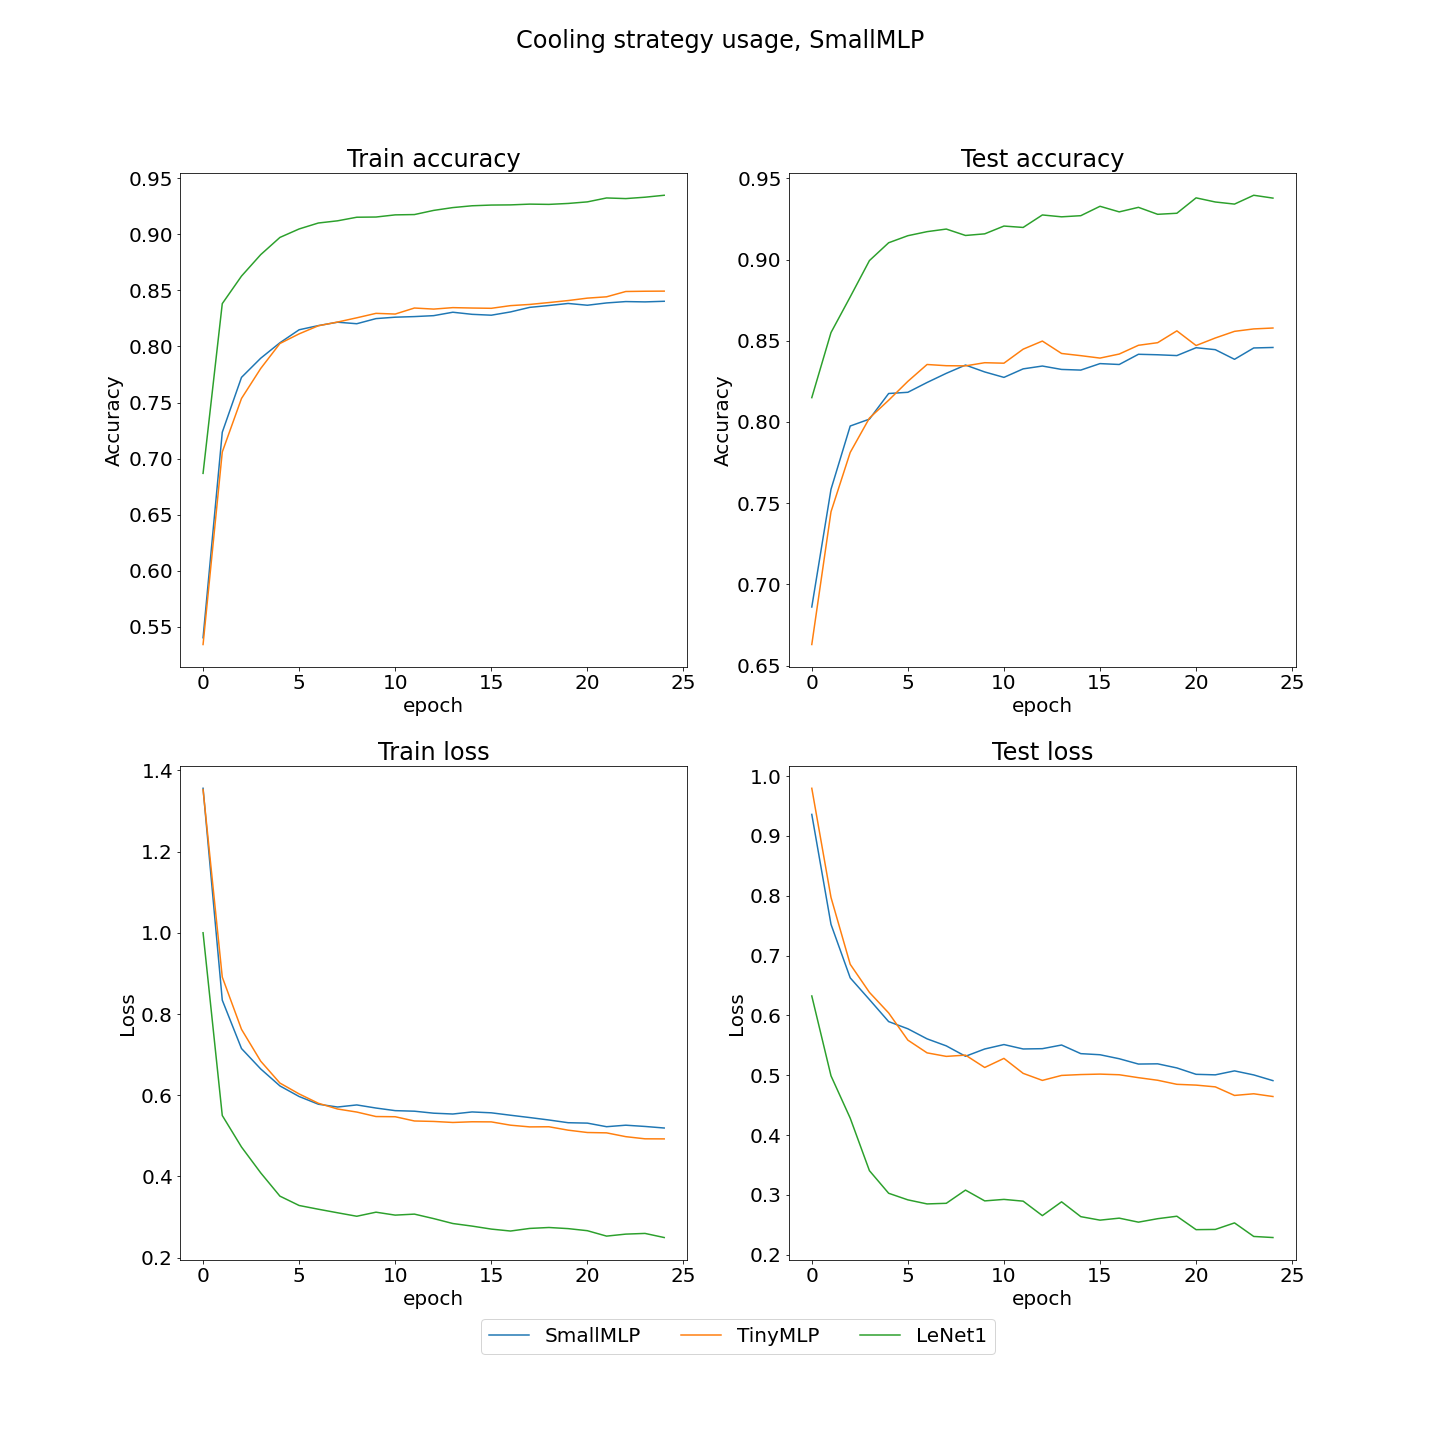 Cooling strategy usage, SmallMLP
Train accuracy
0.95
0.90
0.85
0.80
0.75
0.70
0.65
0.60
0.55
Accuracy
0 5 10 15 20 25
epoch
Test accuracy
0.95
0.90
0.85
0.80
0.75
0.70
0.65
Accuracy
0 5 10 15 20 25
epoch
Train loss
1.4
1.2
1.0
0.8
0.6
0.4
0.2
Loss
0 5 10 15 20 25
epoch
Test loss
1.0
0.9
0.8
0.7
0.6
0.5
0.4
0.3
0.2
Loss
0 5 10 15 20 25
epoch
SmallMLP TinyMLP LeNet1